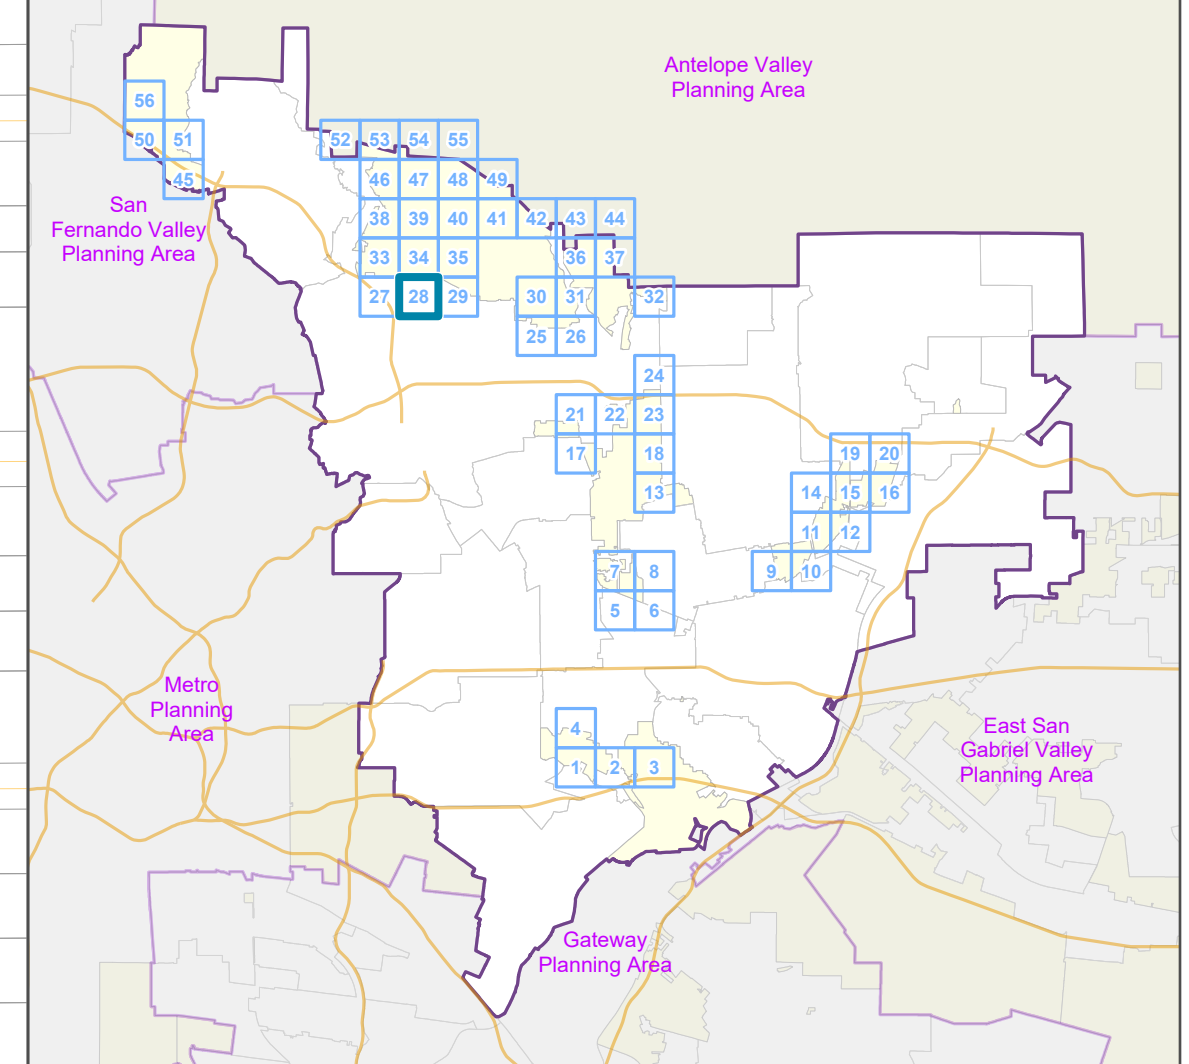 Antelope Valley
Planning Area
56
50 51
52 53 54 55
45
46 47 48 49
San
Fernando Valley
Planning Area
38 39 40 41 42 43 44
33 34 35 36 37
27 28 29 30 31 32
25 26
24
21 22 23
17 18 19 20
13 14 15 16
11 12
7 8 9 10
5 6
Metro
Planning
Area
4
1 2 3
East San
Gabriel Valley
Planning Area
Gateway
Planning Area